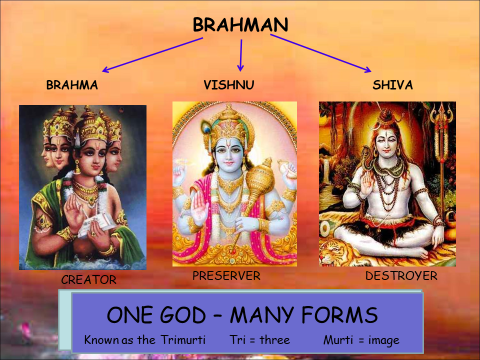 BRAHMAN
BRAHMA VISHNU SHIVA
CREATOR PRESERVER DESTROYER
ONE GOD – MANY FORMS
Known as the Trimurti Tri = three Murti = image